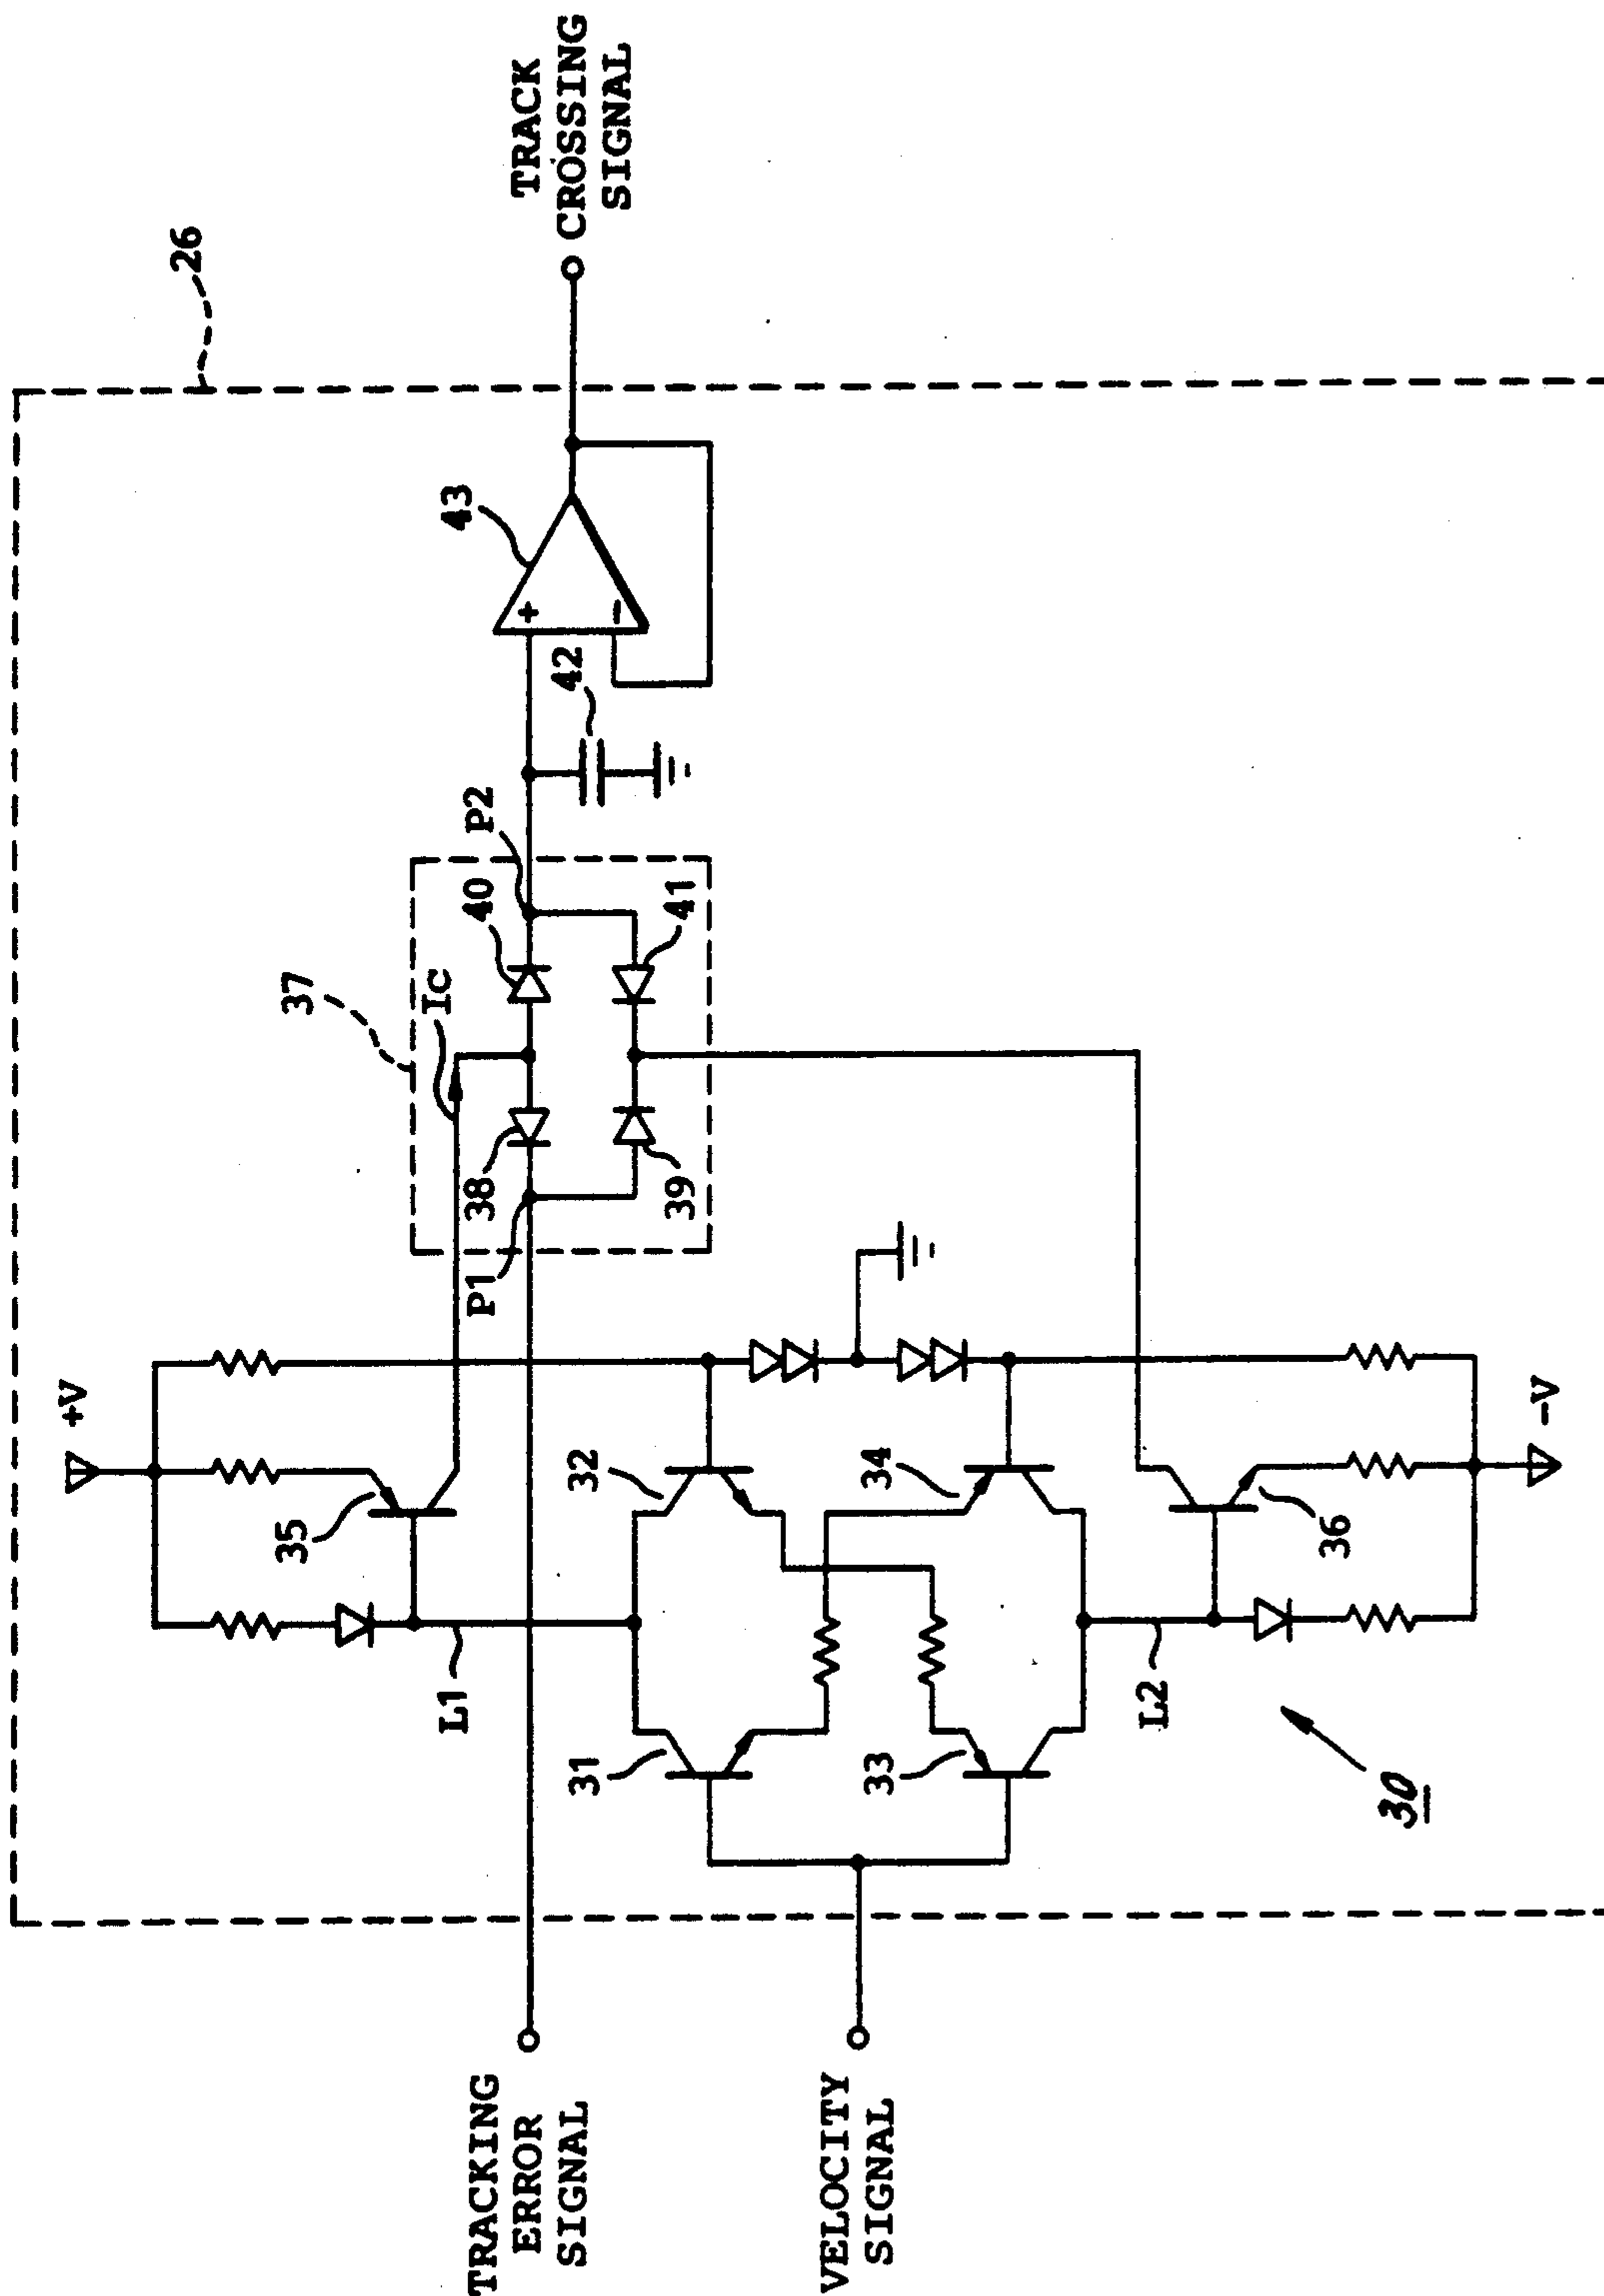 26
TRACKING
ERROR
SIGNAL
VELOCITY
SIGNAL
TRACK
CROSSING
SIGNAL
+V
-V
35
L1
31
32
33
34
L2
36
30
37
Ic
P1
38
39
40
41
P2
42
43
+
−